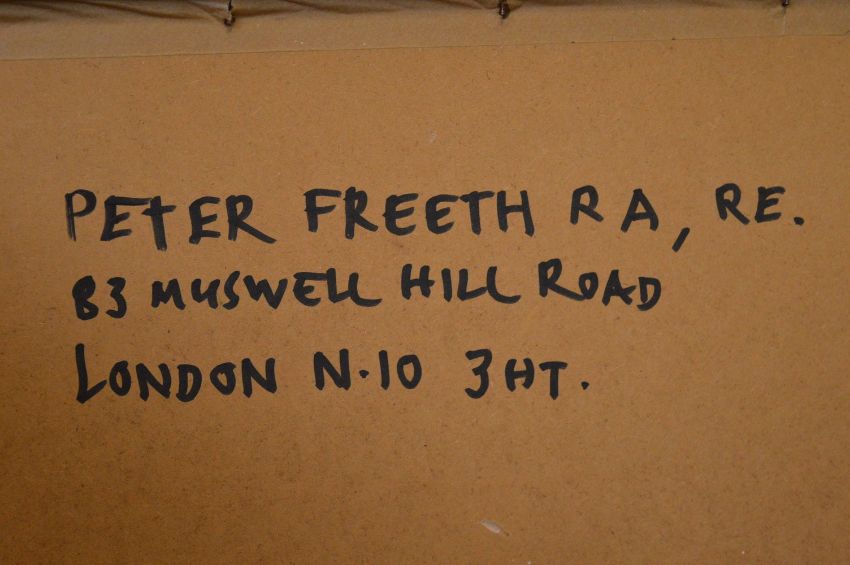 PETER FREETH RA, RE.
83 MUSWELL HILL ROAD
LONDON N.10 3HT.